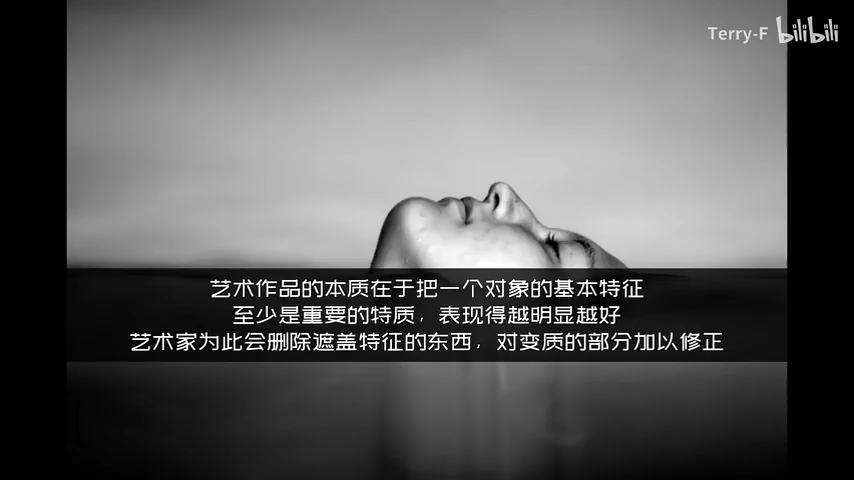 Terry-F bilibili
艺术作品的本质在于把一个对象的基本特征
至少是重要的特质，表现得越明显越好
艺术家为此会删除遮盖特征的东西，对变质的部分加以修正